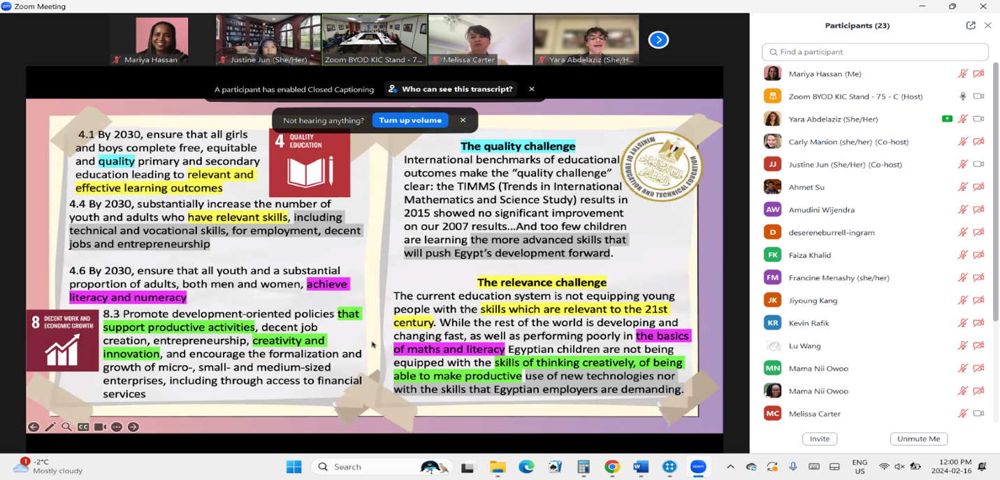 Zoom Meeting
Mariya Hassan
Justine Jun (She/Her)
Zoom BYOD KIC Stand - 7...
Melissa Carter
Yara Abdelaziz (She/H...
A participant has enabled Closed Captioning
Who can see this transcript?
Not hearing anything?
Turn up volume
4.1 By 2030, ensure that all girls
and boys complete free, equitable
and quality primary and secondary
education leading to relevant and
effective learning outcomes
4 QUALITY
EDUCATION
4.4 By 2030, substantially increase the number of
youth and adults who have relevant skills, including
technical and vocational skills, for employment, decent
jobs and entrepreneurship
4.6 By 2030, ensure that all youth and a substantial
proportion of adults, both men and women, achieve
literacy and numeracy
8 DECENT WORK AND
ECONOMIC GROWTH
8.3 Promote development-oriented policies that
support productive activities, decent job
creation, entrepreneurship, creativity and
innovation, and encourage the formalization and
growth of micro-, small- and medium-sized
enterprises, including through access to financial
services
The quality challenge
International benchmarks of educational
outcomes make the “quality challenge”
clear: the TIMMS (Trends in International
Mathematics and Science Study) results in
2015 showed no significant improvement
on our 2007 results...And too few children
are learning the more advanced skills that
will push Egypt’s development forward.
MINISTRY OF EDUCATION AND TECHNICAL EDUCATION
The relevance challenge
The current education system is not equipping young
people with the skills which are relevant to the 21st
century. While the rest of the world is developing and
changing fast, as well as performing poorly in the basics
of maths and literacy Egyptian children are not being
equipped with the skills of thinking creatively, of being
able to make productive use of new technologies nor
with the skills that Egyptian employers are demanding.
CC
Participants (23)
Find a participant
Mariya Hassan (Me)
Zoom BYOD KIC Stand - 75 - C (Host)
Yara Abdelaziz (She/Her)
Carly Manion (she/her) (Co-host)
JJ Justine Jun (She/Her) (Co-host)
Ahmet Su
AW Amudini Wijendra
D desereneburrell-ingram
FK Faiza Khalid
FM Francine Menashy (she/her)
JK Jiyoung Kang
KR Kevin Rafik
Lu Wang
MN Mama Nii Owoo
Mama Nii Owoo
MC Melissa Carter
Invite
Unmute Me
1
-2°C
Mostly cloudy
Search
zoom
ENG
US
12:00 PM
2024-02-16